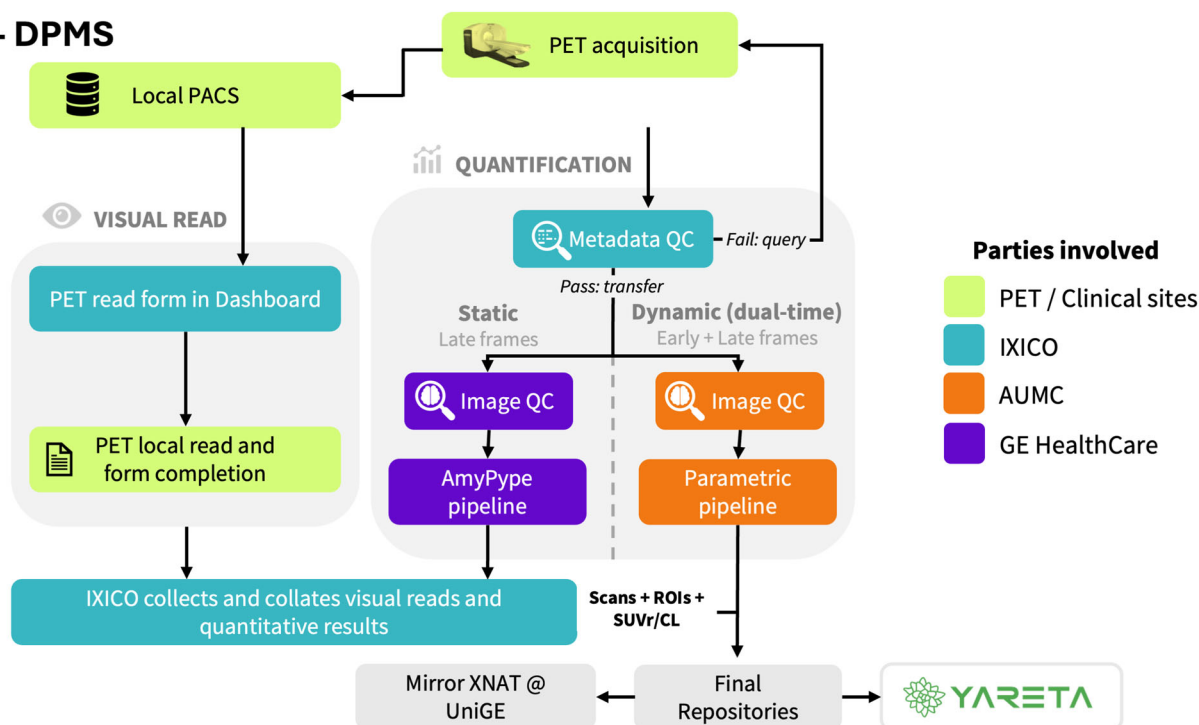 - DPMS
PET acquisition
Local PACS
QUANTIFICATION
VISUAL READ
Metadata QC
Fail: query
Pass: transfer
PET read form in Dashboard
Static
Late frames
Dynamic (dual-time)
Early + Late frames
Image QC
Image QC
PET local read and
form completion
AmyPype
pipeline
Parametric
pipeline
IXICO collects and collates visual reads and
quantitative results
Scans + ROIs +
SUVr/CL
Mirror XNAT @
UniGE
Final
Repositories
YARETA
Parties involved
PET / Clinical sites
IXICO
AUMC
GE HealthCare